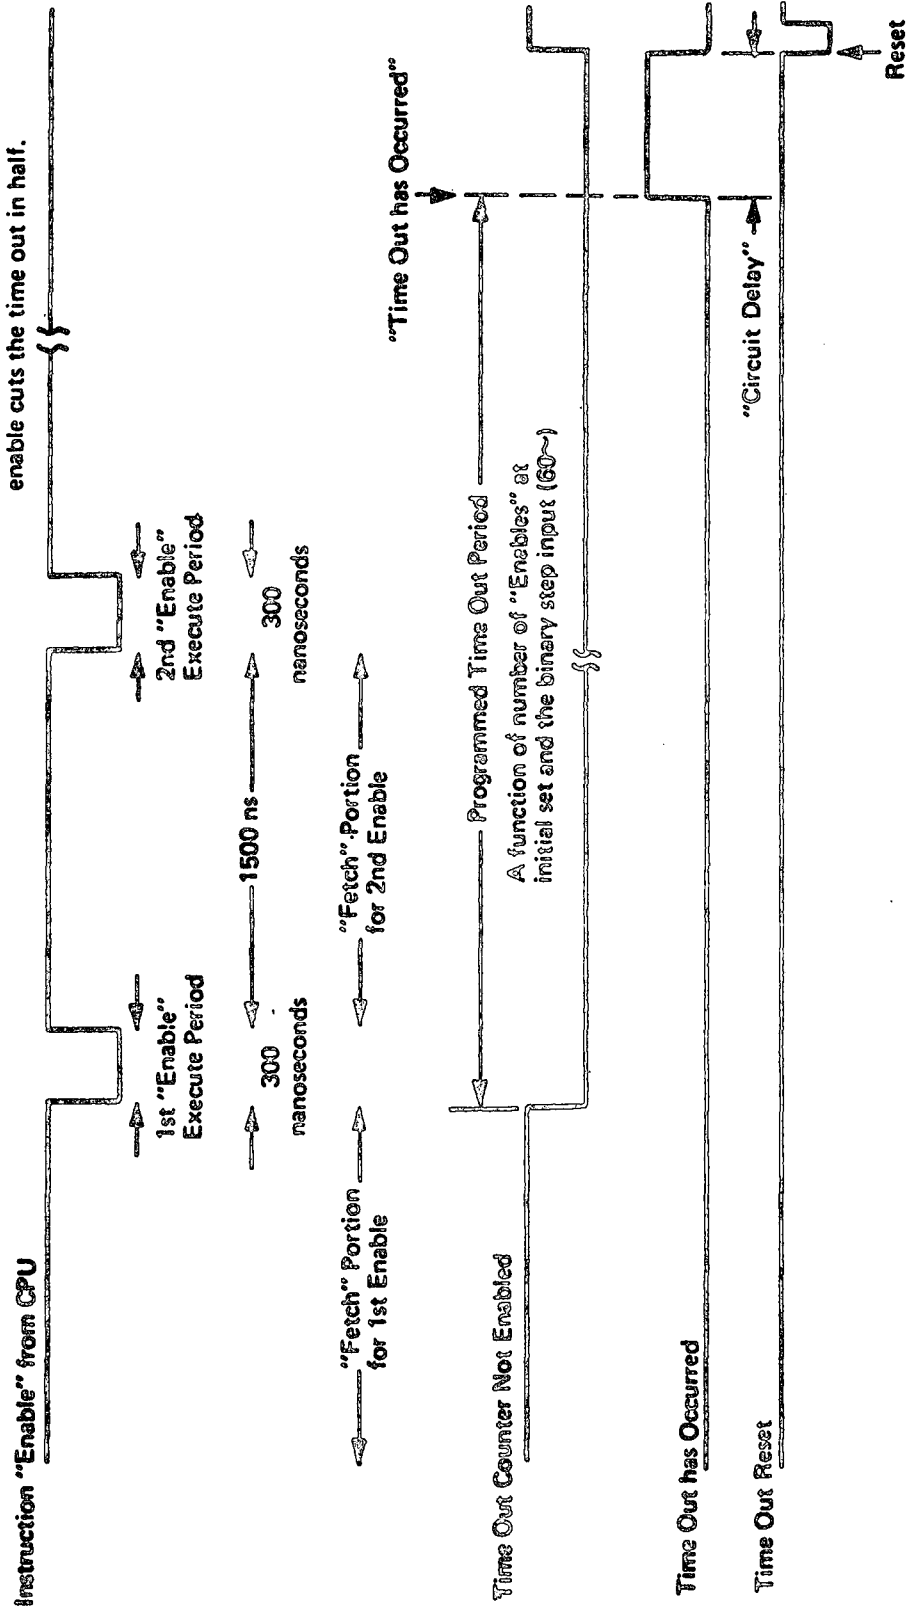 enable cuts the time out in half.
Instruction "Enable" from CPU
1st "Enable"
Execute Period
2nd "Enable"
Execute Period
300
nanoseconds
1500 ns
300
nanoseconds
"Fetch" Portion
for 1st Enable
"Fetch" Portion
for 2nd Enable
"Time Out has Occurred"
Programmed Time Out Period
A function of number of "Enables" at
initial set and the binary step input (60~)
Time Out Counter Not Enabled
Time Out has Occurred
"Circuit Delay"
Time Out Reset
Reset